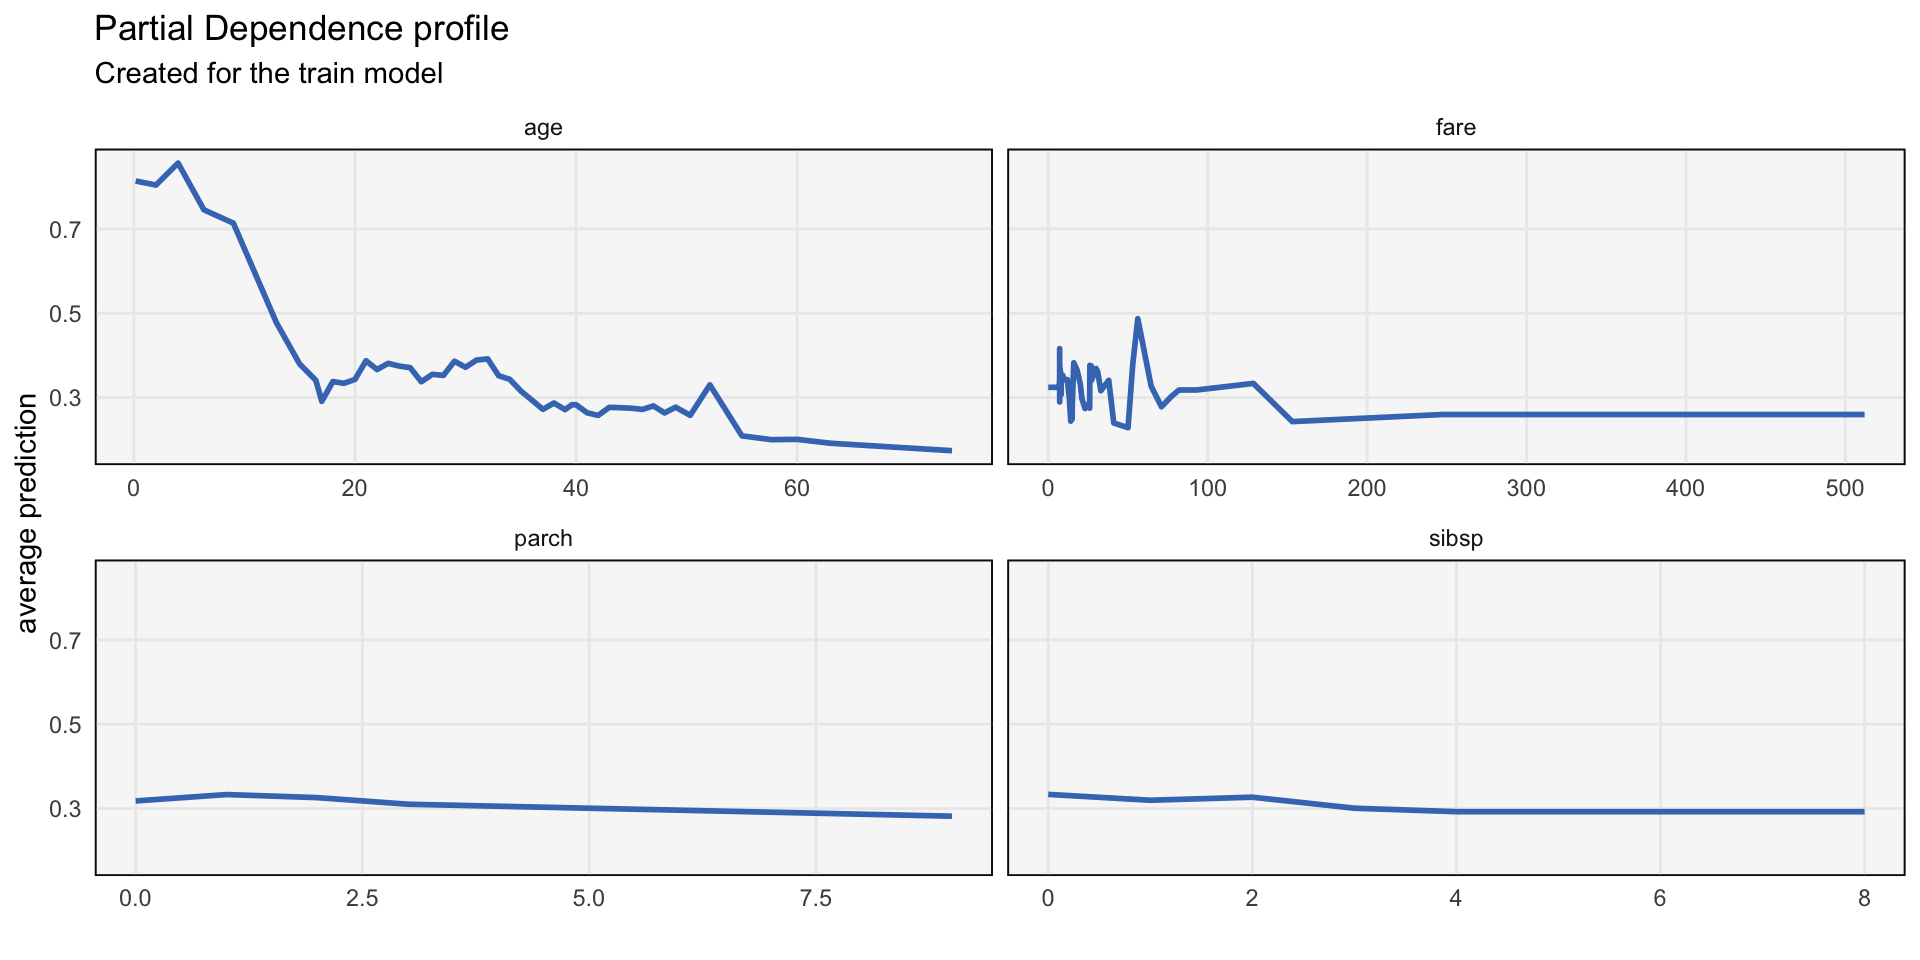 Partial Dependence profile
Created for the train model
age
fare
average prediction
0.7
0.5
0.3
0 20 40 60
0 100 200 300 400 500
parch
sibsp
0.7
0.5
0.3
0.0 2.5 5.0 7.5
0 2 4 6 8